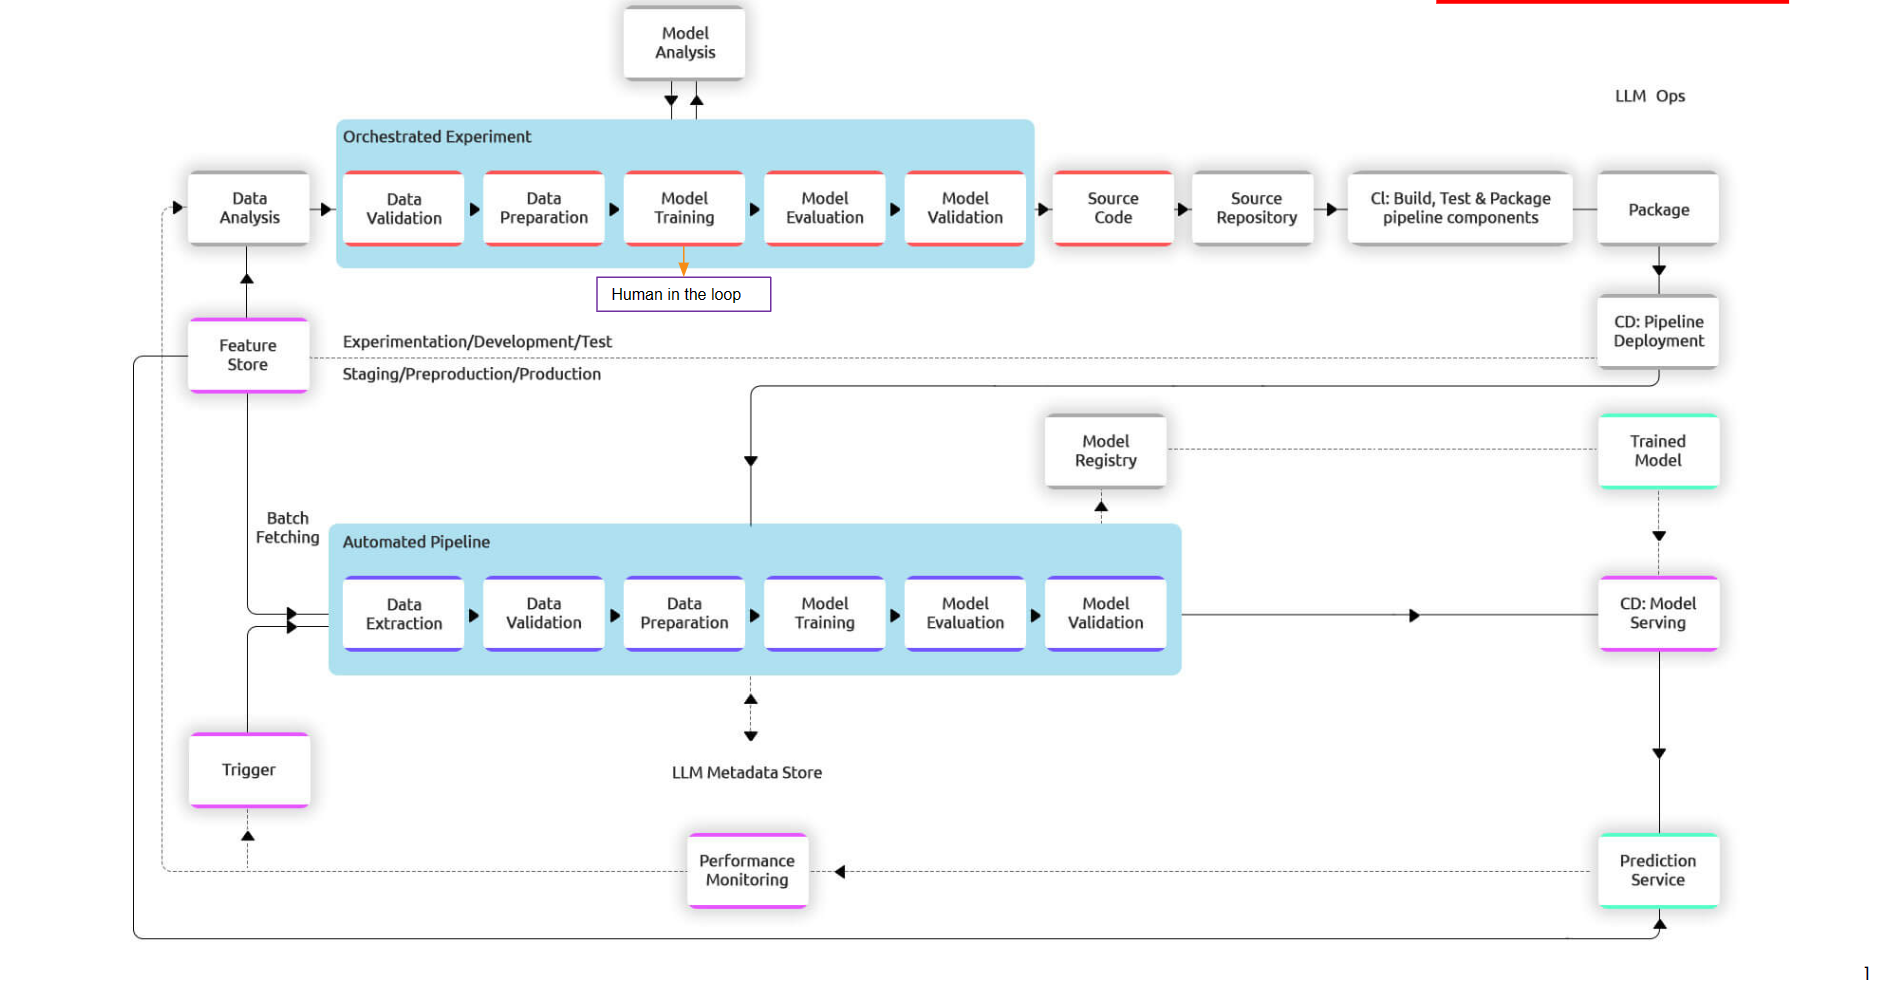 Model
Analysis
LLM Ops
Orchestrated Experiment
Data
Analysis
Data
Validation
Data
Preparation
Model
Training
Model
Evaluation
Model
Validation
Source
Code
Source
Repository
CI: Build, Test & Package
pipeline components
Package
Human in the loop
Feature
Store
Experimentation/Development/Test
Staging/Preproduction/Production
CD: Pipeline
Deployment
Model
Registry
Trained
Model
Batch
Fetching
Automated Pipeline
Data
Extraction
Data
Validation
Data
Preparation
Model
Training
Model
Evaluation
Model
Validation
CD: Model
Serving
Trigger
LLM Metadata Store
Performance
Monitoring
Prediction
Service
1